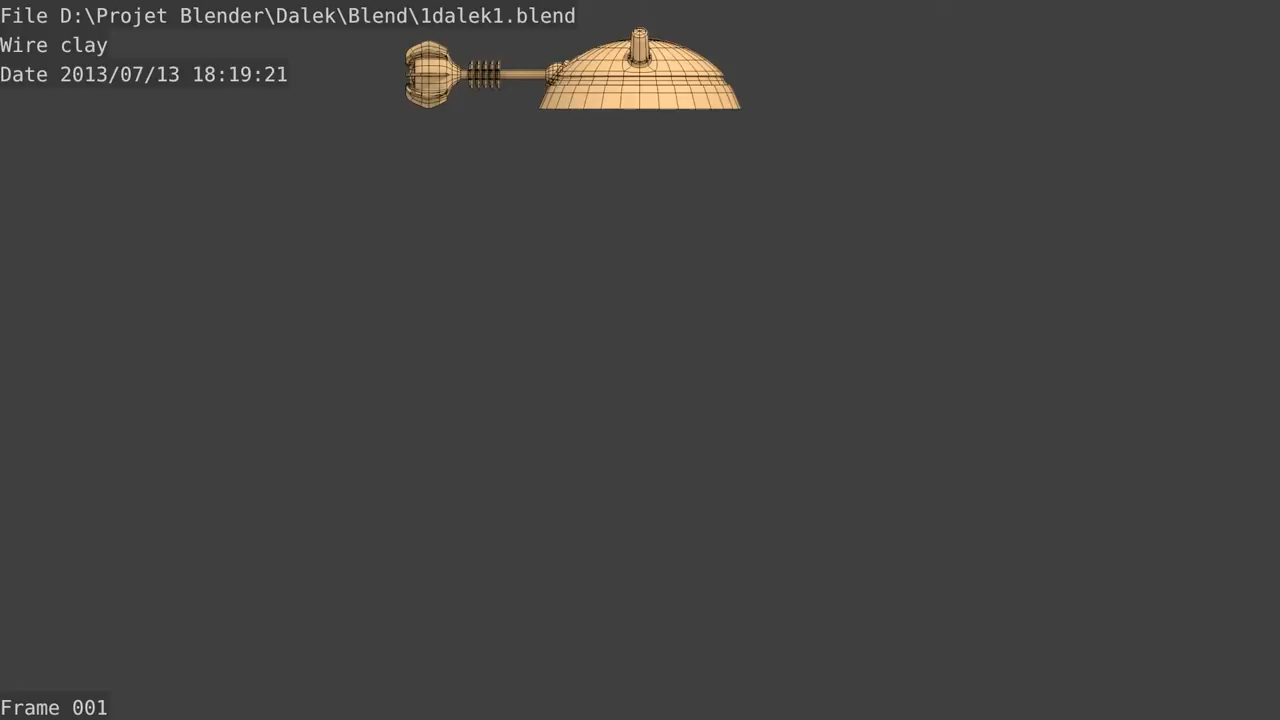 File D:\Projet Blender\Dalek\Blend\1dalek1.blend
Wire clay
Date 2013/07/13 18:19:21
Frame 001